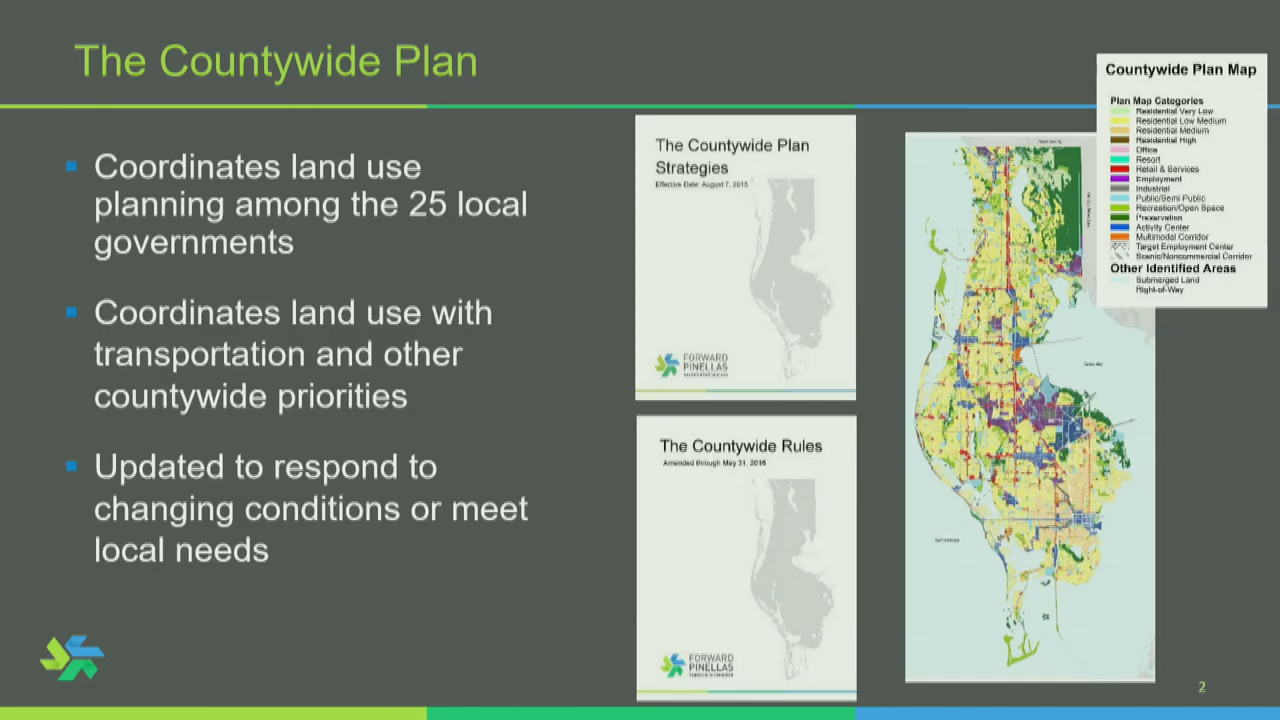 The Countywide Plan
Coordinates land use
planning among the 25 local
governments
Coordinates land use with
transportation and other
countywide priorities
Updated to respond to
changing conditions or meet
local needs
The Countywide Plan
Strategies
Effective Date: August 7, 2015
FORWARD
PINELLAS
The Countywide Rules
Amended through May 31, 2016
FORWARD
PINELLAS
Countywide Plan Map
Plan Map Categories
Residential Very Low
Residential Low Medium
Residential Medium
Residential High
Office
Resort
Retail & Services
Employment
Industrial
Public/Semi Public
Recreation/Open Space
Preservation
Activity Center
Multimodal Corridor
Target Employment Center
Scenic/Noncommercial Corridor
Other Identified Areas
Submerged Land
Right-of-Way
2